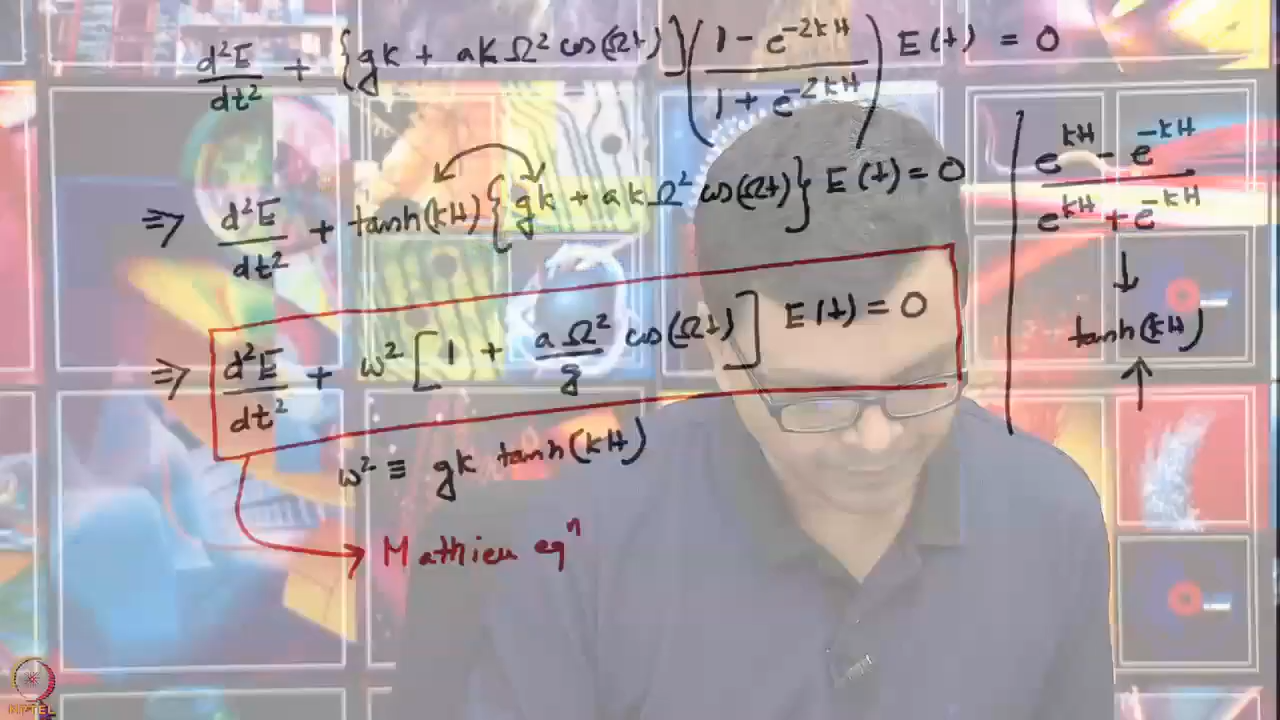 d²E/dt² + {gk + akΩ² cos(Ωt)}((1 - e^{-2kH})/(1 + e^{-2kH})) E(t) = 0
⇒ d²E/dt² + tanh(kH){gk + akΩ² cos(Ωt)} E(t) = 0
⇒ d²E/dt² + ω²[1 + aΩ²/g cos(Ωt)] E(t) = 0
ω² ≡ gk tanh(kH)
Mathieu eqⁿ
(e^{kH} - e^{-kH})/(e^{kH} + e^{-kH})
↓
tanh(kH)
↑
NPTEL